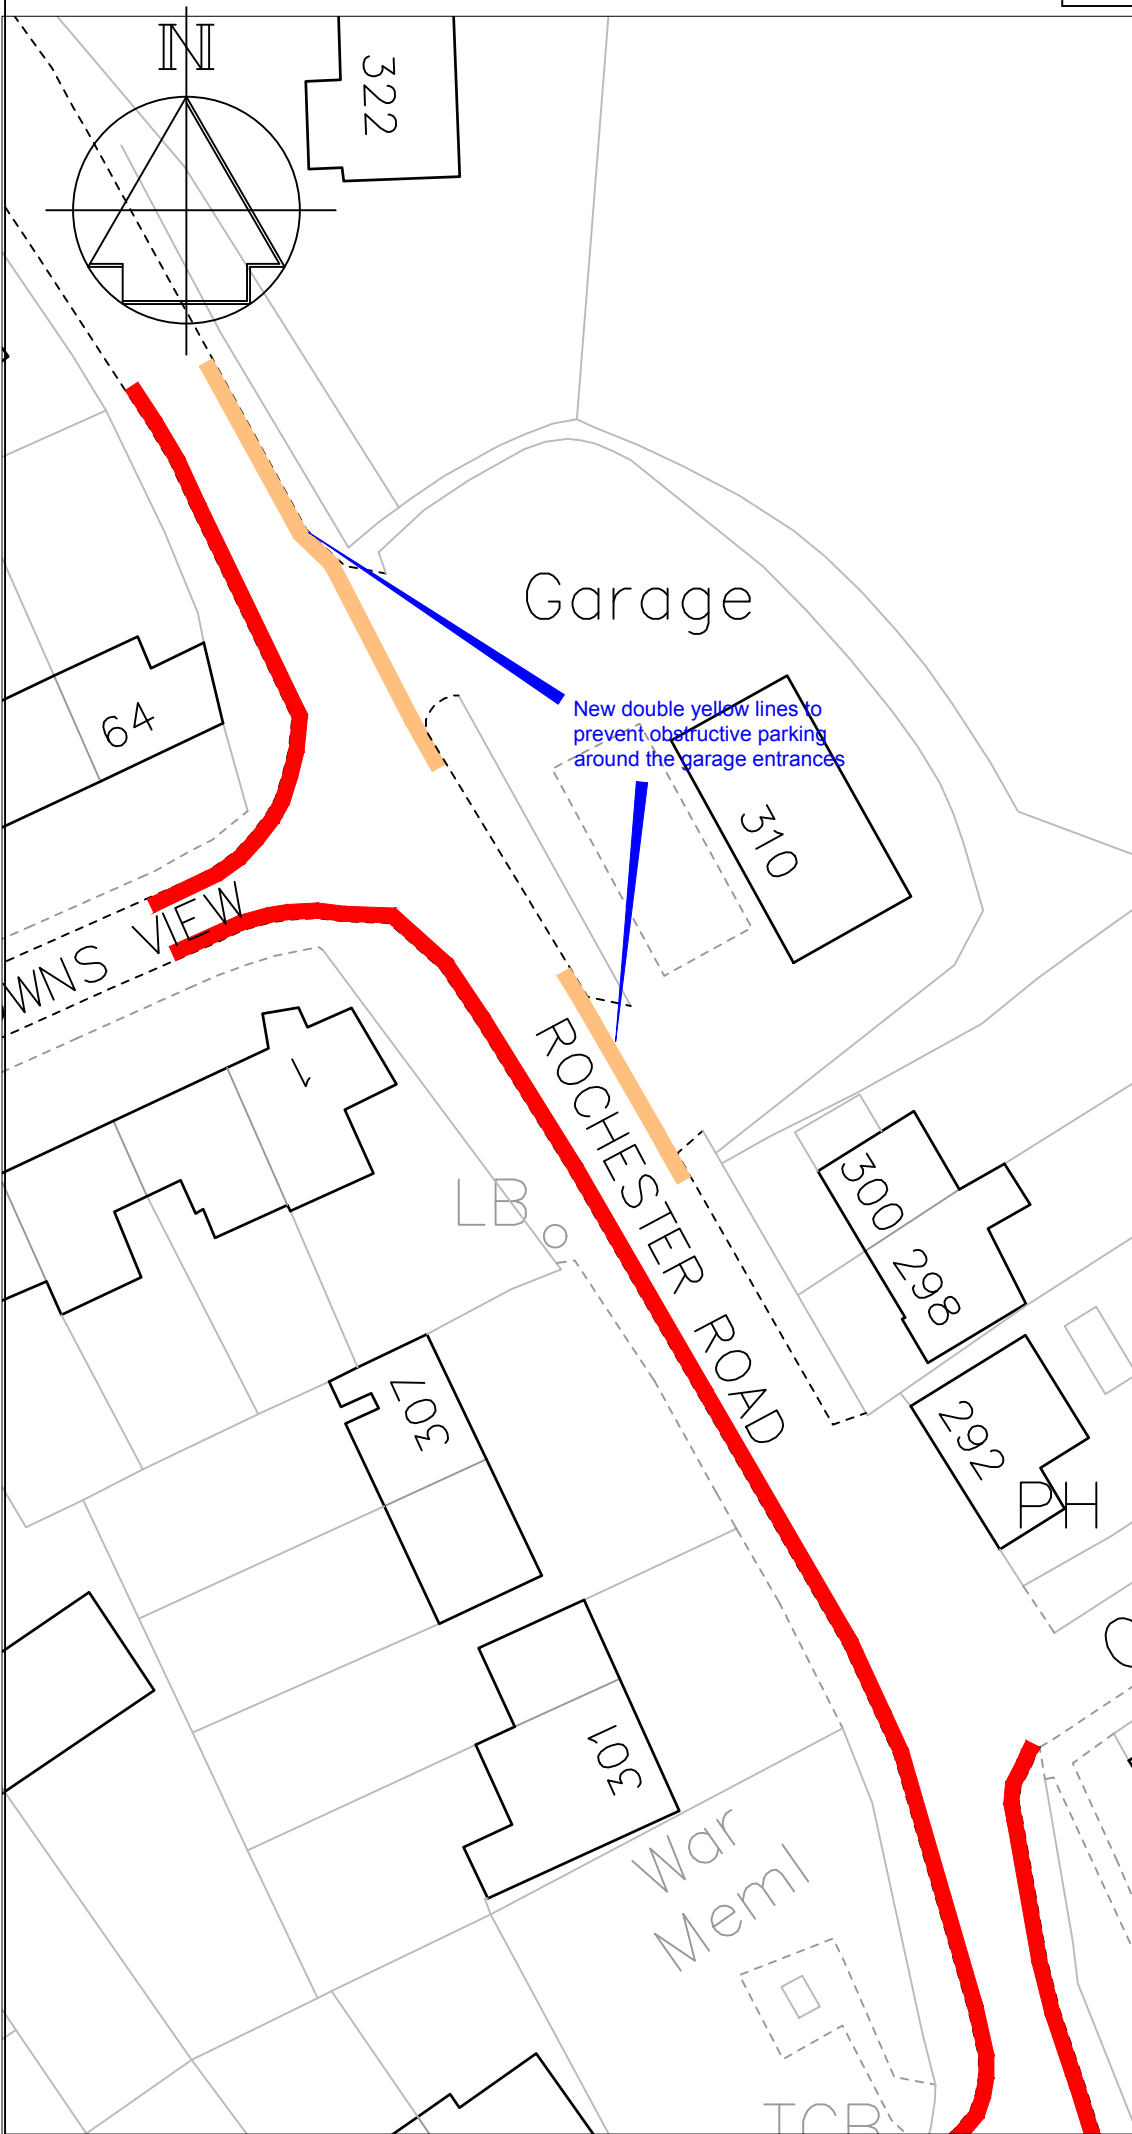 N
322
Garage
64
New double yellow lines to
prevent obstructive parking
around the garage entrances
310
WNS VIEW
1
ROCHESTER ROAD
LB
300
298
307
292
PH
301
War
Meml
TCB